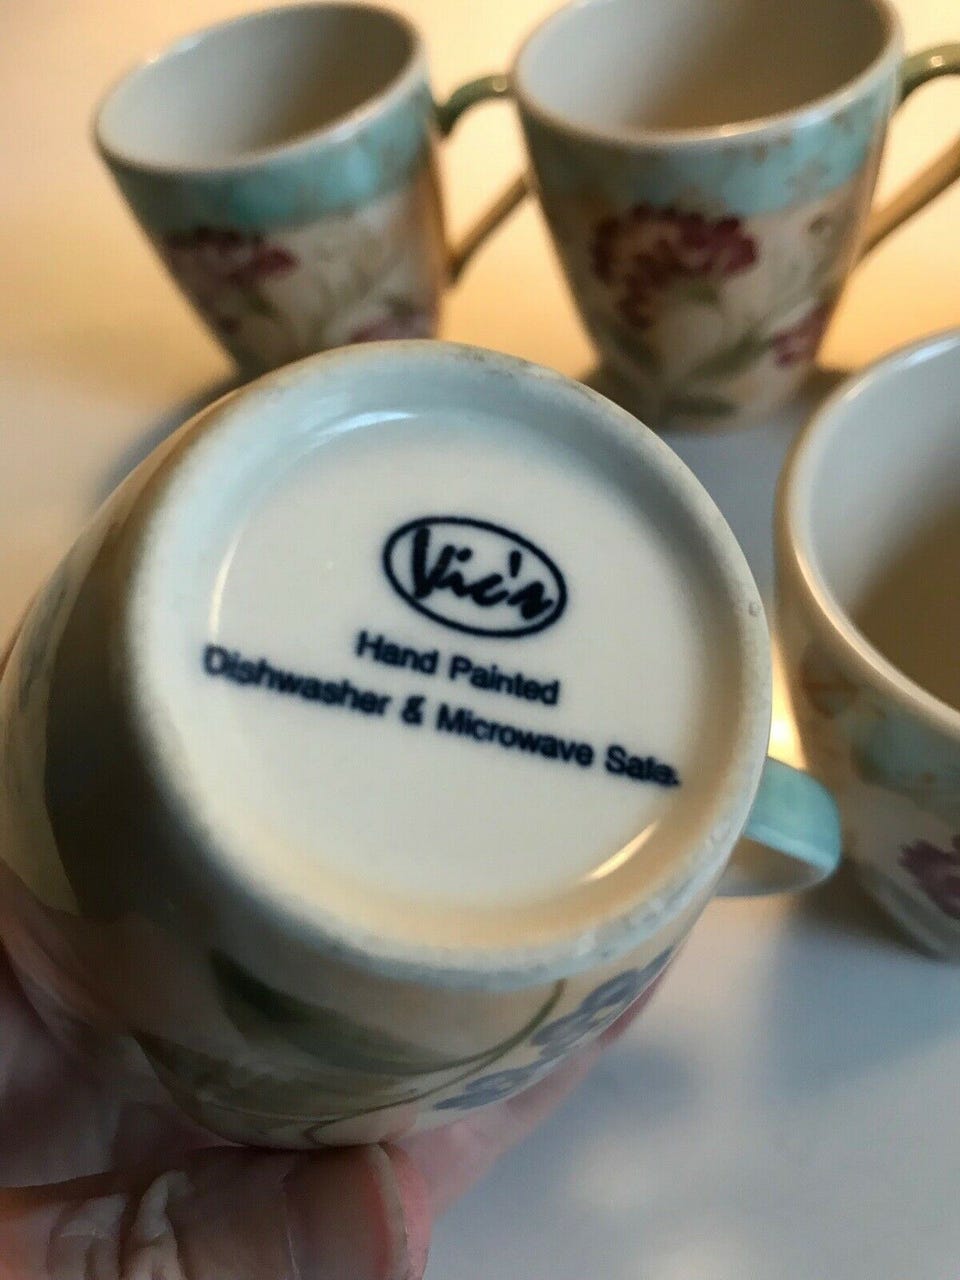 Vic's
Hand Painted
Dishwasher & Microwave Safe.